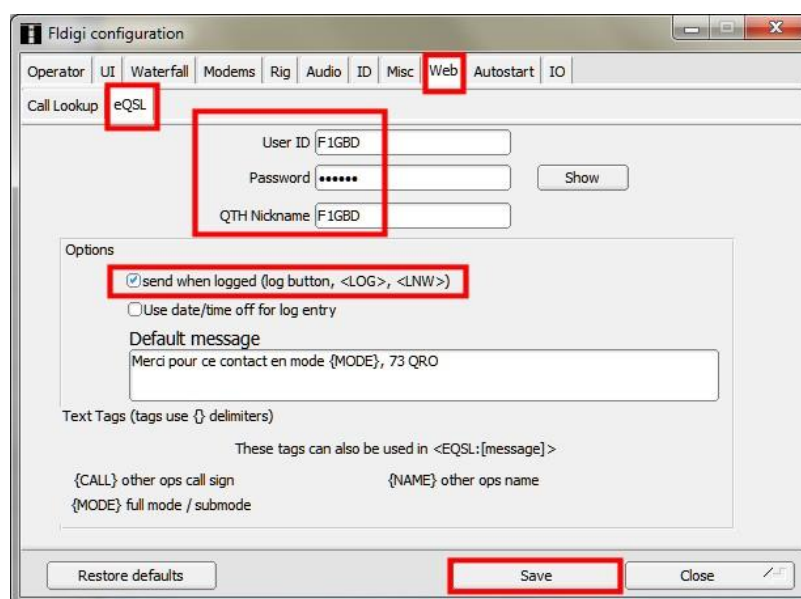 Fldigi configuration
Operator UI Waterfall Modems Rig Audio ID Misc Web Autostart IO
Call Lookup eQSL
User ID F1GBD
Password ●●●●●● Show
QTH Nickname F1GBD
Options
send when logged (log button, <LOG>, <LNW>)
Use date/time off for log entry
Default message
Merci pour ce contact en mode {MODE}, 73 QRO
Text Tags (tags use {} delimiters)
These tags can also be used in <EQSL:[message]>
{CALL} other ops call sign {NAME} other ops name
{MODE} full mode / submode
Restore defaults Save Close